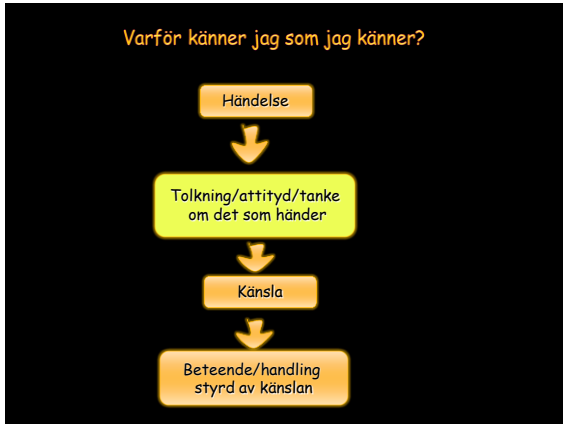 Varför känner jag som jag känner?
Händelse
Tolkning/attityd/tanke
om det som händer
Känsla
Beteende/handling
styrd av känslan